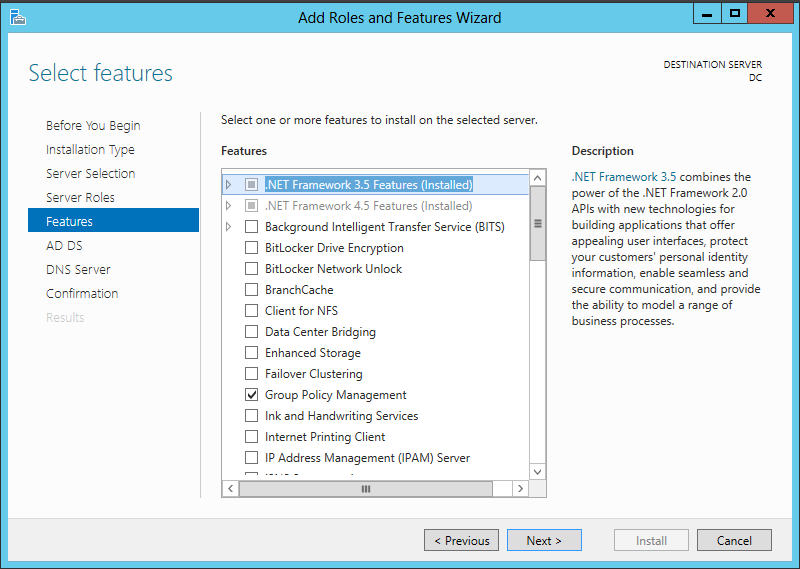 Add Roles and Features Wizard
Select features
DESTINATION SERVER
DC
Before You Begin
Installation Type
Server Selection
Server Roles
Features
AD DS
DNS Server
Confirmation
Results
Select one or more features to install on the selected server.
Features
.NET Framework 3.5 Features (Installed)
.NET Framework 4.5 Features (Installed)
Background Intelligent Transfer Service (BITS)
BitLocker Drive Encryption
BitLocker Network Unlock
BranchCache
Client for NFS
Data Center Bridging
Enhanced Storage
Failover Clustering
Group Policy Management
Ink and Handwriting Services
Internet Printing Client
IP Address Management (IPAM) Server
Description
.NET Framework 3.5 combines the
power of the .NET Framework 2.0
APIs with new technologies for
building applications that offer
appealing user interfaces, protect
your customers' personal identity
information, enable seamless and
secure communication, and provide
the ability to model a range of
business processes.
< Previous
Next >
Install
Cancel